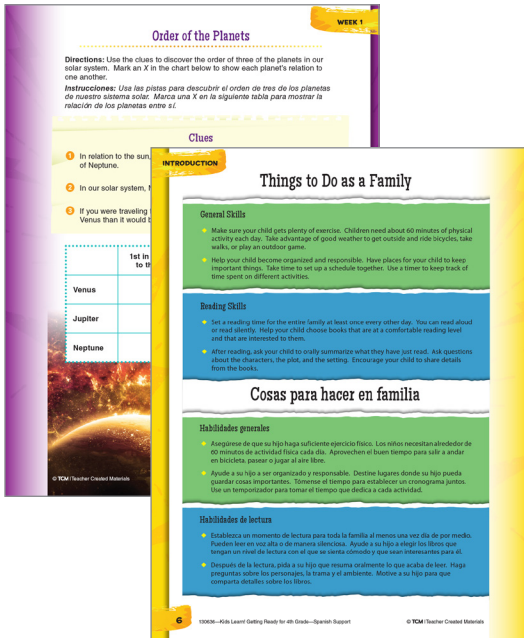 WEEK 1
Order of the Planets
Directions: Use the clues to discover the order of three of the planets in our
solar system. Mark an X in the chart below to show each planet's relation to
one another.
Instrucciones: Usa las pistas para descubrir el orden de tres de los planetas
de nuestro sistema solar. Marca una X en la siguiente tabla para mostrar la
relación de los planetas entre sí.
Clues
1 In relation to the sun,
of Neptune.
2 In our solar system,
3 If you were traveling
Venus than it would
1st in
Venus
Jupiter
Neptune
© TCM | Teacher Created Materials
INTRODUCTION
Things to Do as a Family
General Skills
Make sure your child gets plenty of exercise. Children need about 60 minutes of physical
activity each day. Take advantage of good weather to get outside and ride bicycles, take
walks, or play an outdoor game.
Help your child become organized and responsible. Have places for your child to keep
important things. Take time to set up a schedule together. Use a timer to keep track of
time spent on different activities.
Reading Skills
Set a reading time for the entire family at least once every other day. You can read aloud
or read silently. Help your child choose books that are at a comfortable reading level
and that are interested to them.
After reading, ask your child to orally summarize what they have just read. Ask questions
about the characters, the plot, and the setting. Encourage your child to share details
from the books.
Cosas para hacer en familia
Habilidades generales
Asegúrese de que su hijo haga suficiente ejercicio físico. Los niños necesitan alrededor de
60 minutos de actividad física cada día. Aprovechen el buen tiempo para salir a andar
en bicicleta, pasear o jugar al aire libre.
Ayude a su hijo a ser organizado y responsable. Destine lugares donde su hijo pueda
guardar cosas importantes. Tómense el tiempo para establecer un cronograma juntos.
Use un temporizador para tomar el tiempo que dedica a cada actividad.
Habilidades de lectura
Establezca un momento de lectura para toda la familia al menos una vez día de por medio.
Pueden leer en voz alta o de manera silenciosa. Ayude a su hijo a elegir los libros que
tengan un nivel de lectura con el que se sienta cómodo y que sean interesantes para él.
Después de la lectura, pida a su hijo que resuma oralmente lo que acaba de leer. Haga
preguntas sobre los personajes, la trama y el ambiente. Motive a su hijo para que
comparta detalles sobre los libros.
6
130636—Kids Learn! Getting Ready for 4th Grade—Spanish Support
© TCM | Teacher Created Materials